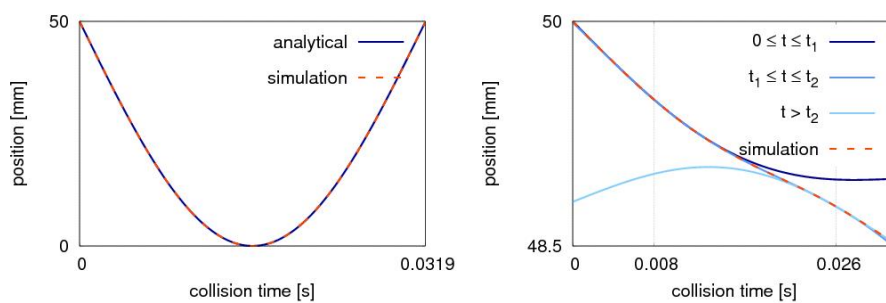 50
analytical
simulation
position [mm]
0
0
0.0319
collision time [s]
50
0 ≤ t ≤ t₁
t₁ ≤ t ≤ t₂
t > t₂
simulation
position [mm]
48.5
0
0.008
0.026
collision time [s]